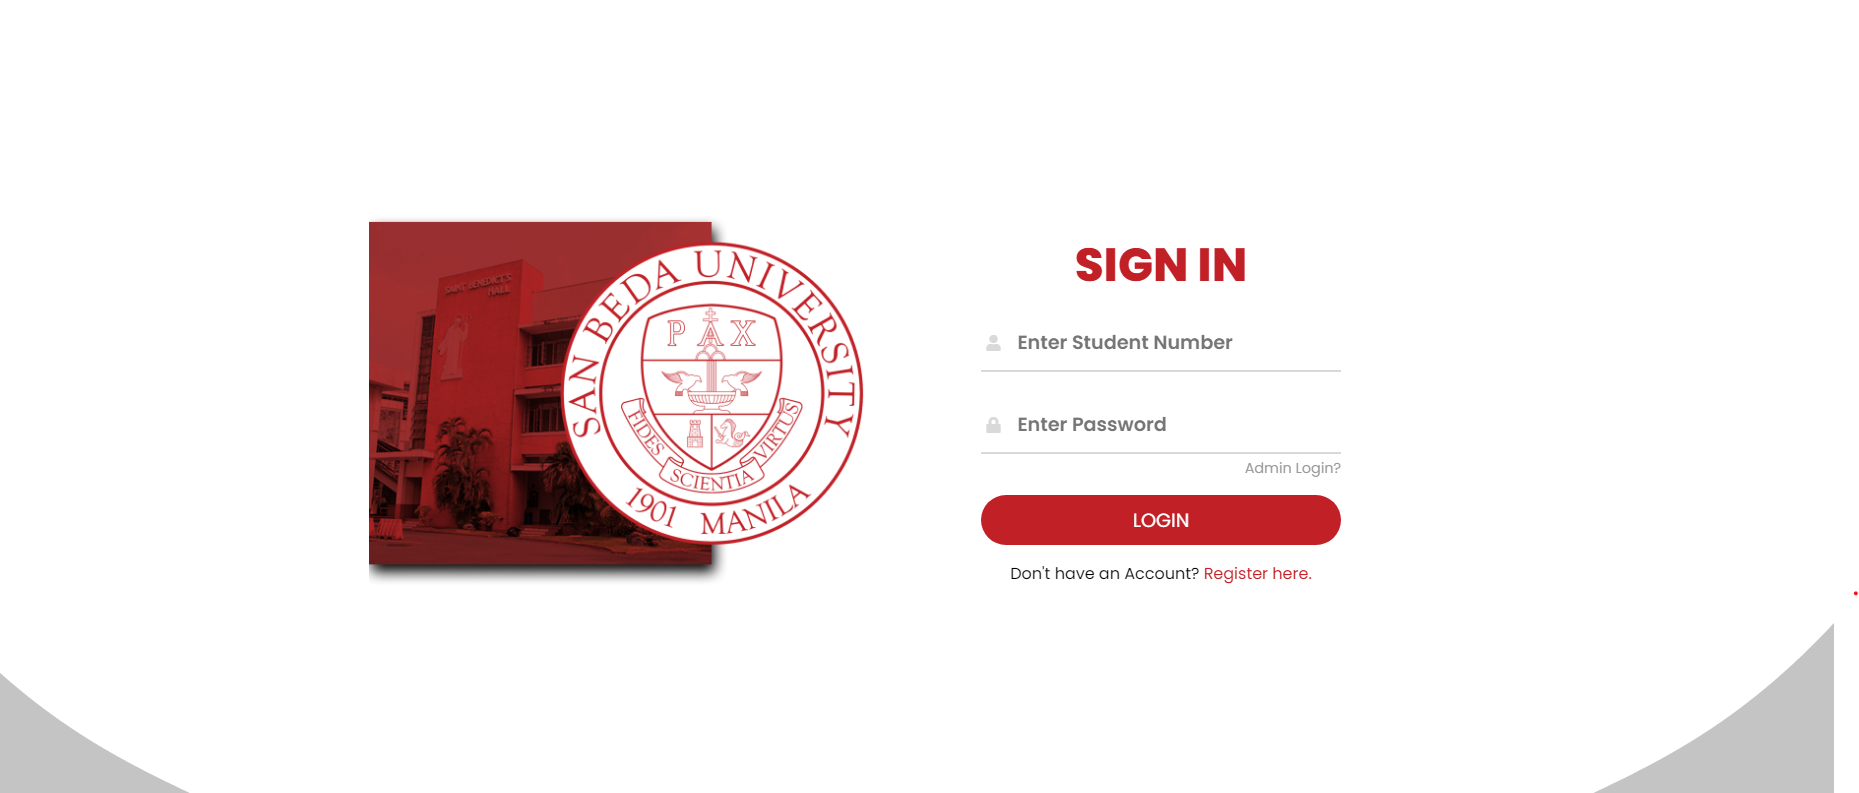 SAINT BENEDICT'S
HALL
SAN BEDA UNIVERSITY
PAX
FIDES
SCIENTIA
VIRTUS
1901 MANILA
SIGN IN
Enter Student Number
Enter Password
Admin Login?
LOGIN
Don't have an Account? Register here.